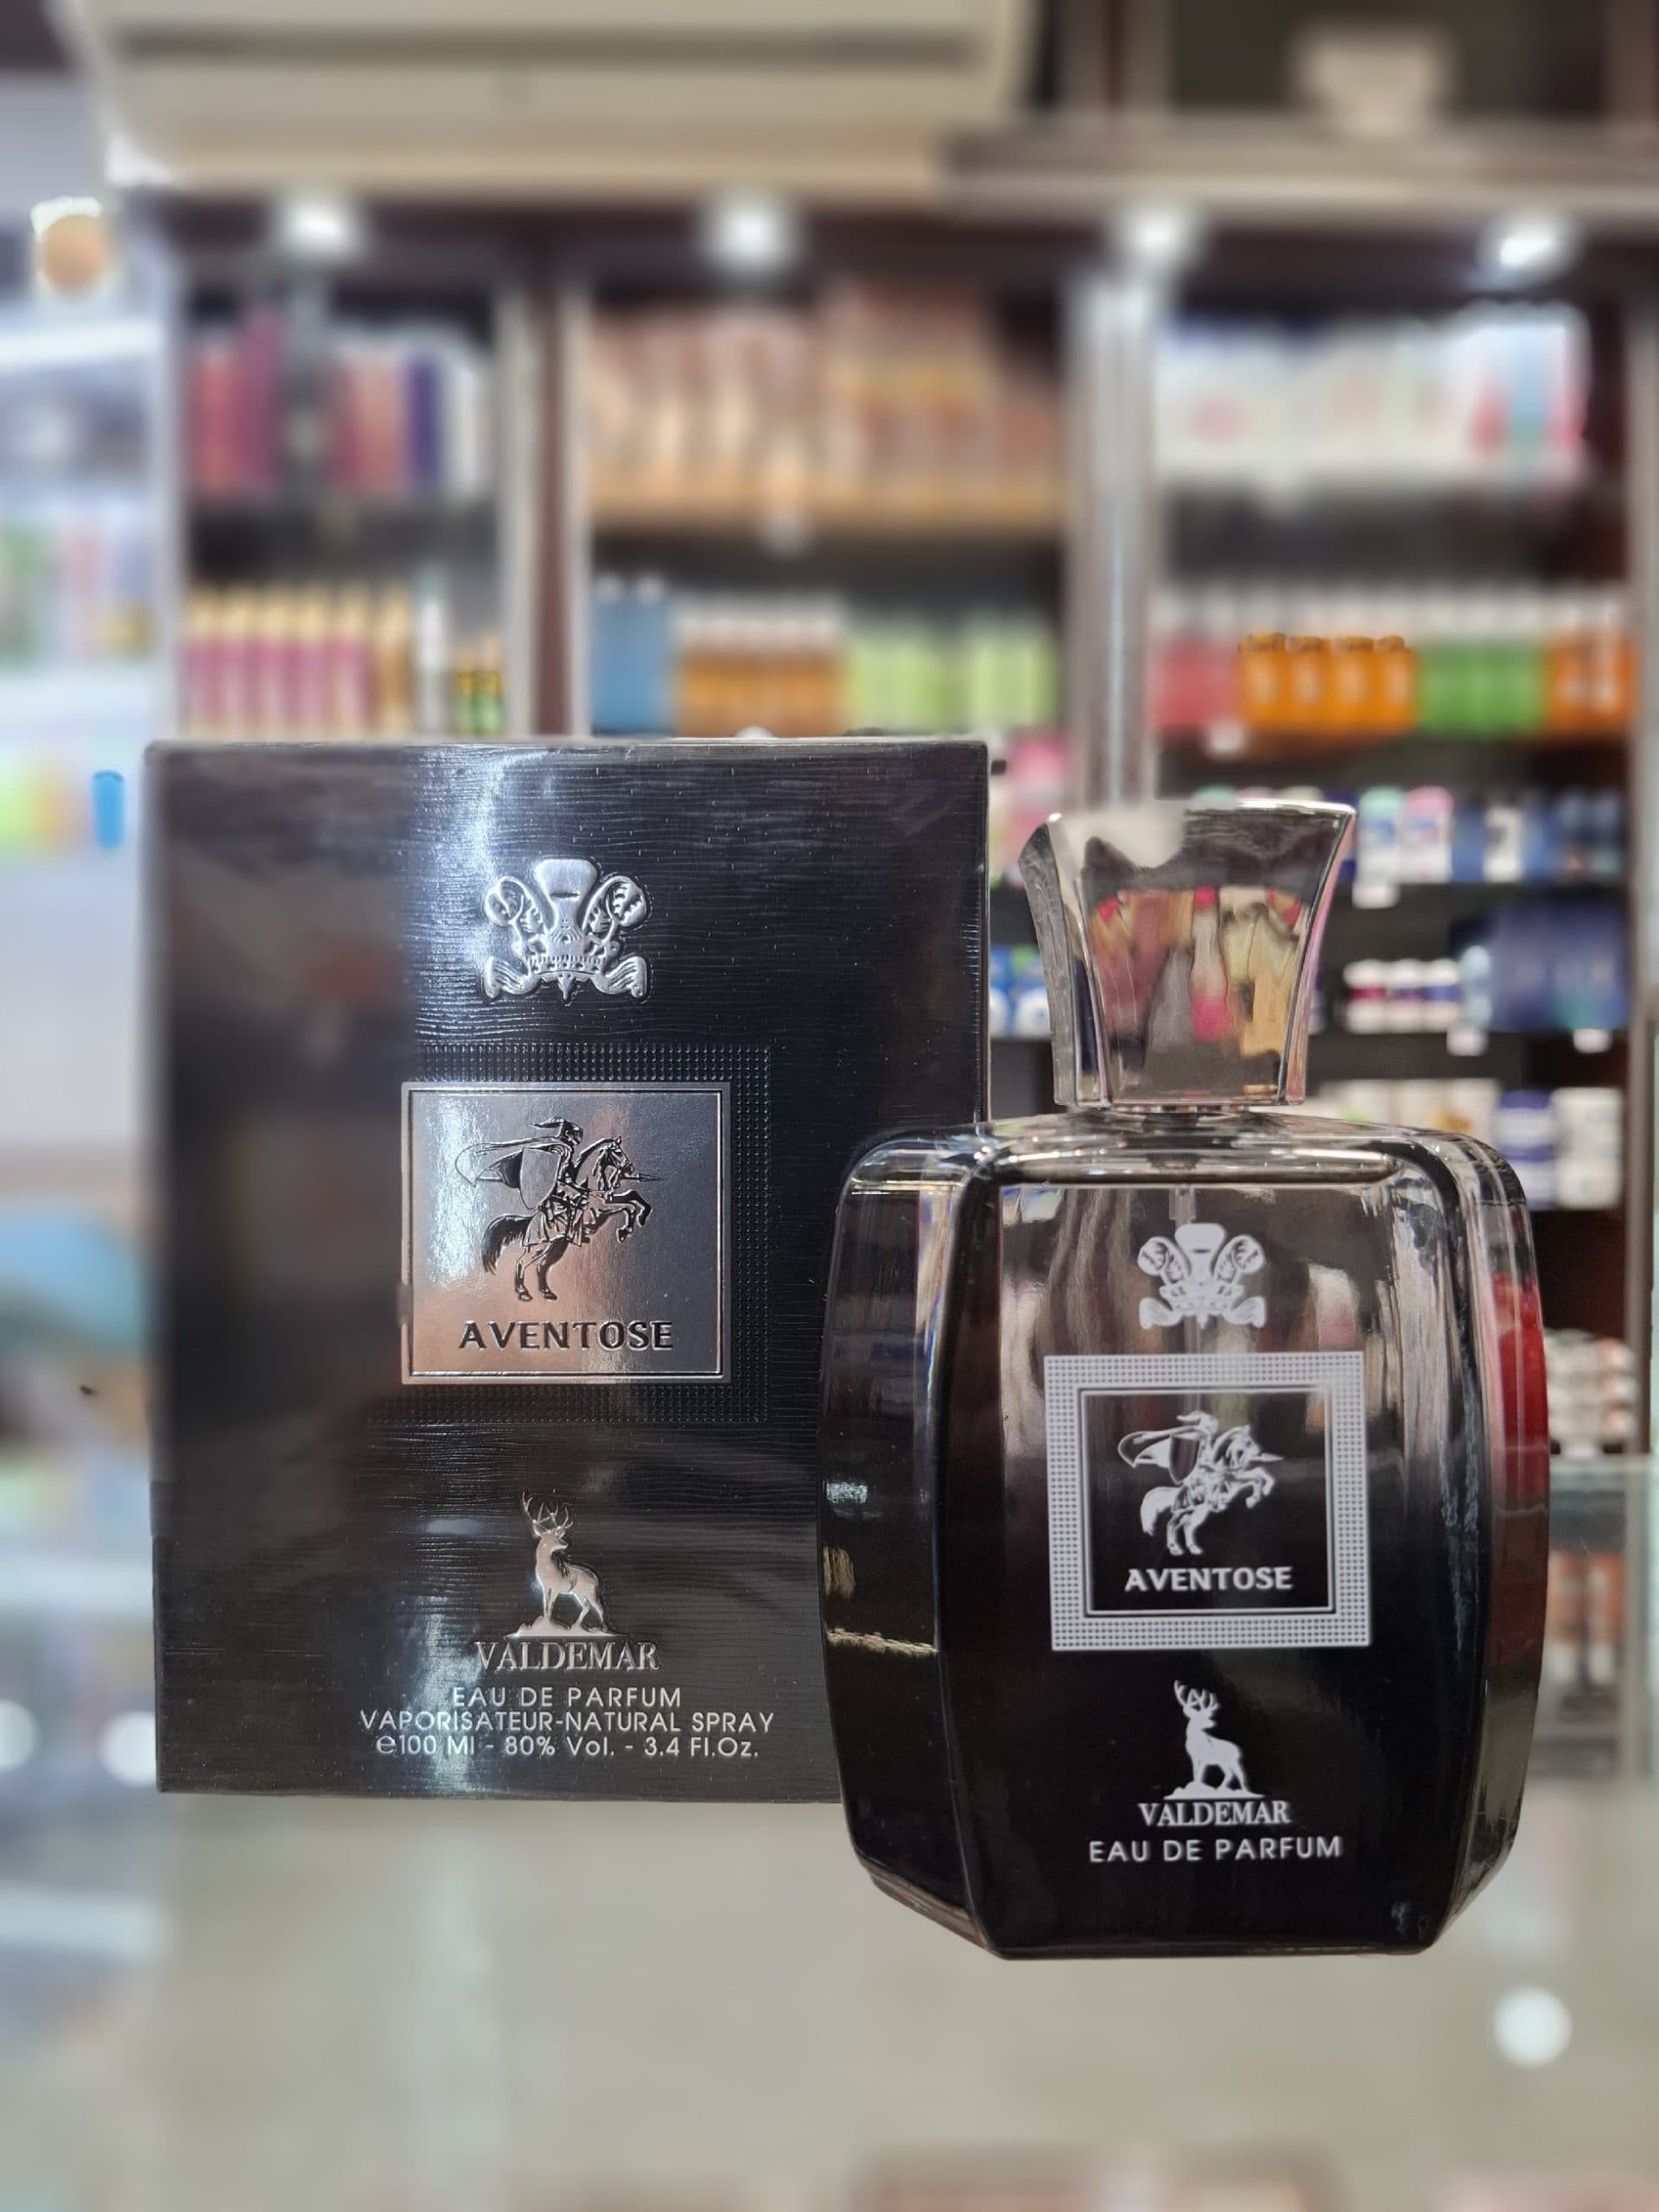 AVENTOSE
VALDEMAR
EAU DE PARFUM
VAPORISATEUR-NATURAL SPRAY
℮100 Ml - 80% Vol. - 3.4 Fl.Oz.
AVENTOSE
VALDEMAR
EAU DE PARFUM